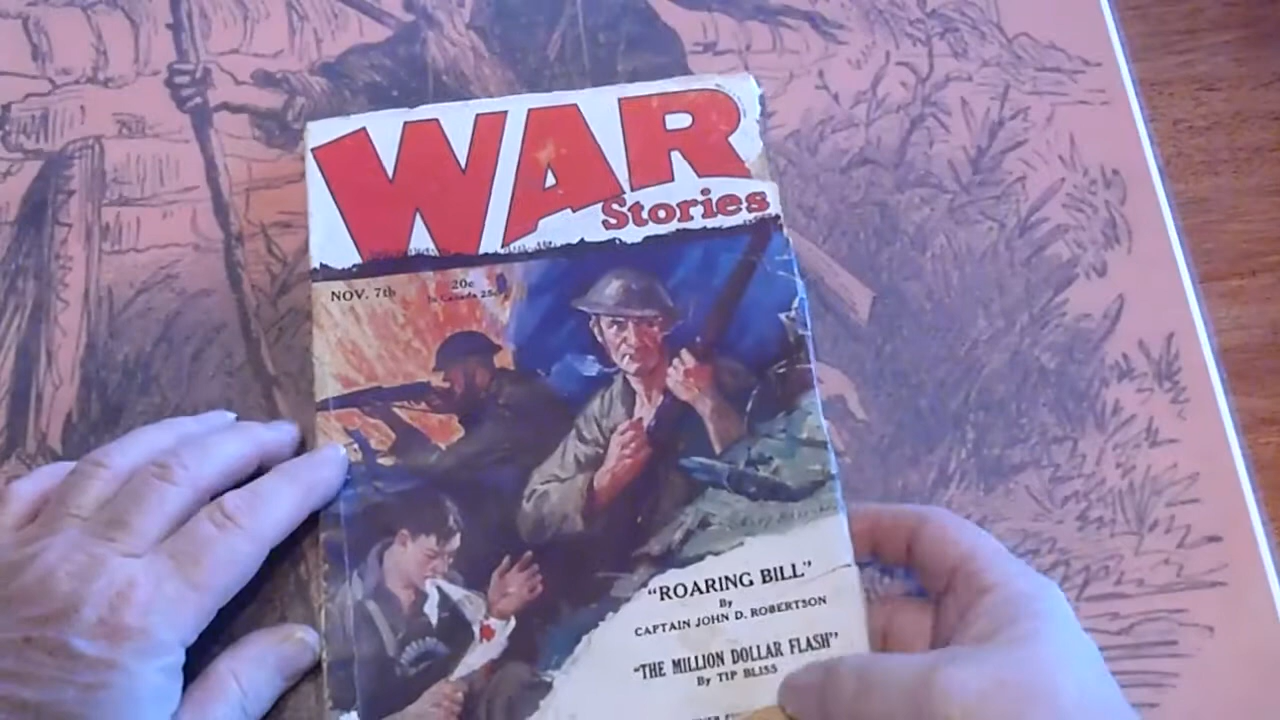 WAR
Stories
NOV. 7th
20c
In Canada 25c
"ROARING BILL"
By
CAPTAIN JOHN D. ROBERTSON
"THE MILLION DOLLAR FLASH"
By TIP BLISS